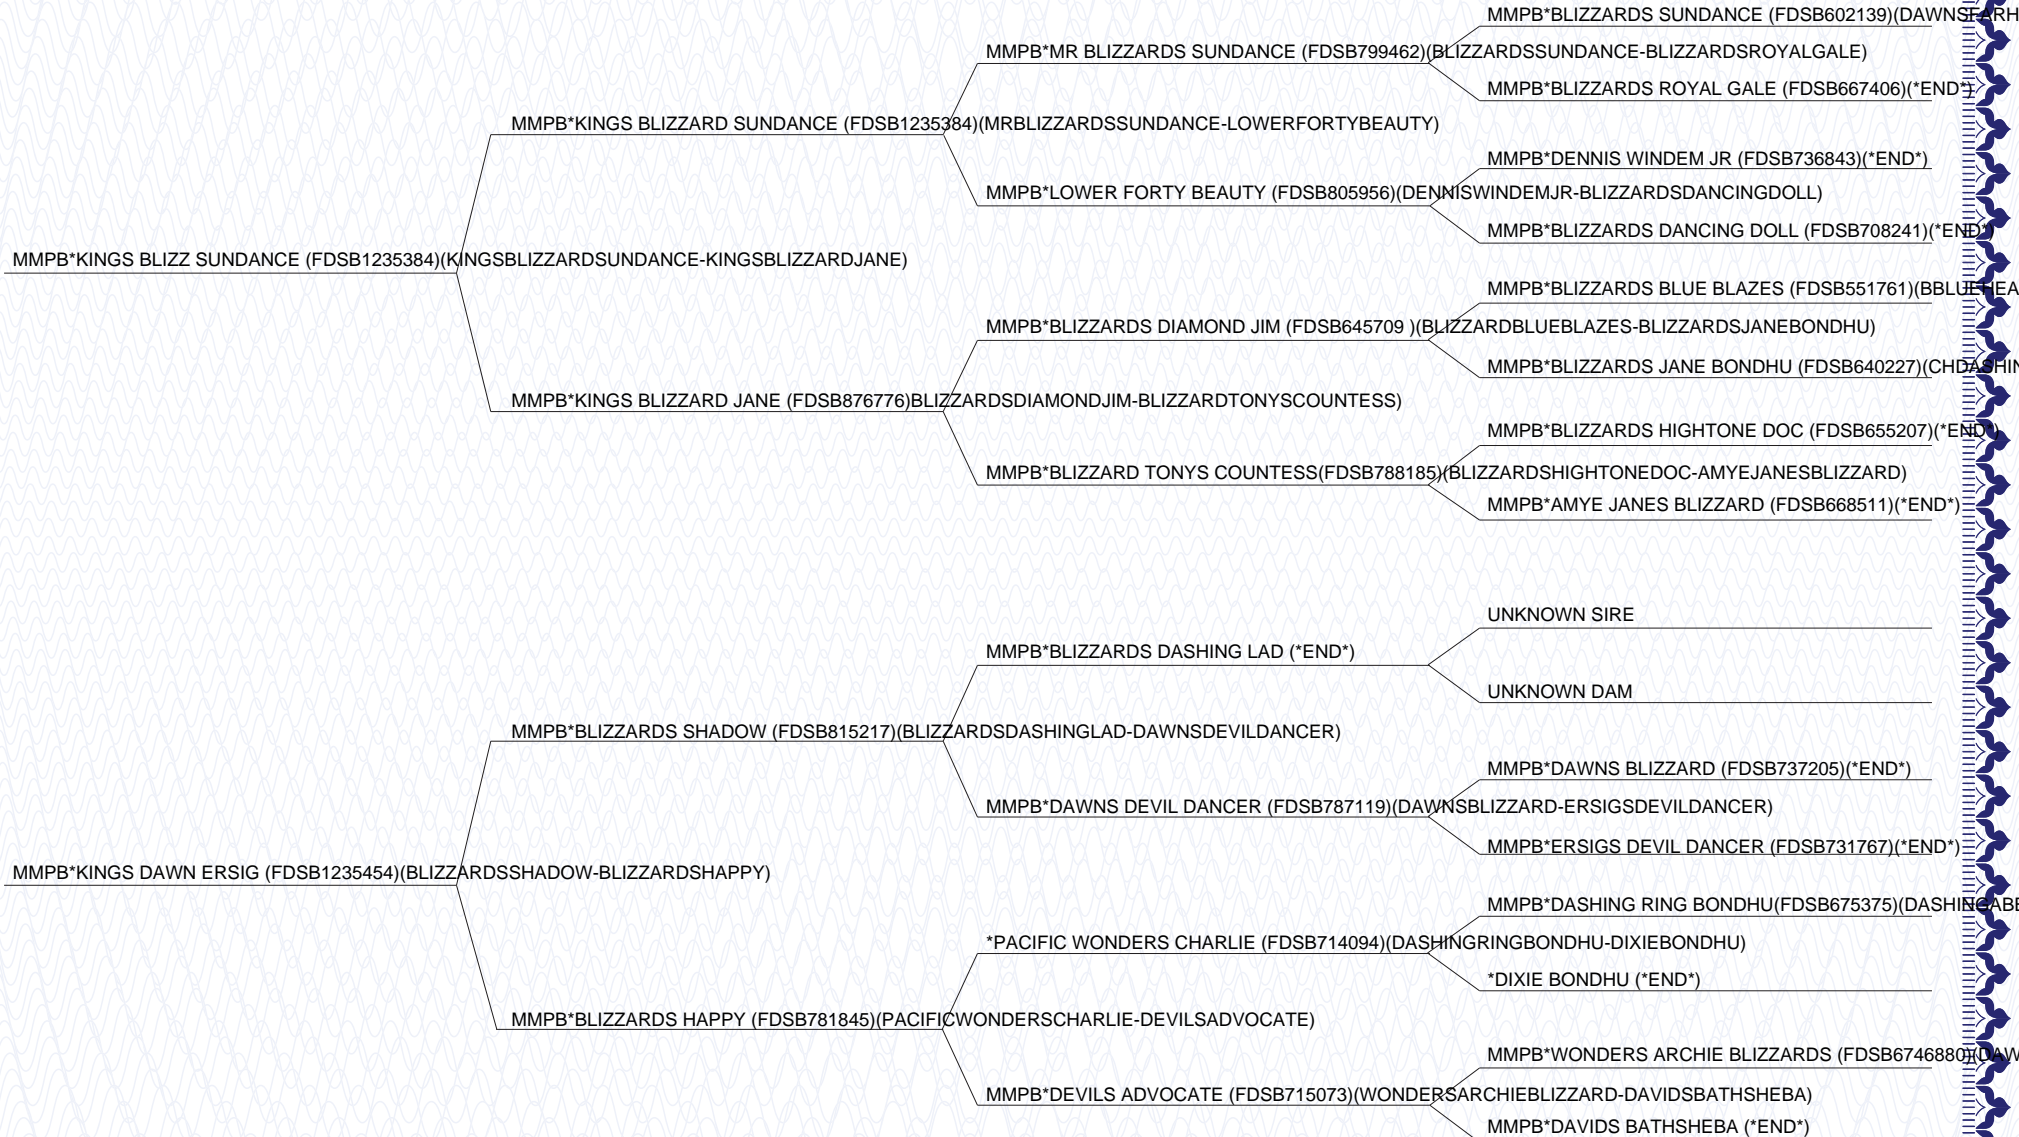 MMPB*BLIZZARDS SUNDANCE (FDSB602139)(DAWNSEARH
MMPB*MR BLIZZARDS SUNDANCE (FDSB799462)(BLIZZARDSSUNDANCE-BLIZZARDSROYALGALE)
MMPB*BLIZZARDS ROYAL GALE (FDSB667406)(*END*)
MMPB*KINGS BLIZZARD SUNDANCE (FDSB1235384)(MRBLIZZARDSSUNDANCE-LOWERFORTYBEAUTY)
MMPB*DENNIS WINDEM JR (FDSB736843)(*END*)
MMPB*LOWER FORTY BEAUTY (FDSB805956)(DENNISWINDEMJR-BLIZZARDSDANCINGDOLL)
MMPB*BLIZZARDS DANCING DOLL (FDSB708241)(*END*)
MMPB*KINGS BLIZZ SUNDANCE (FDSB1235384)(KINGSBLIZZARDSUNDANCE-KINGSBLIZZARDJANE)
MMPB*BLIZZARDS BLUE BLAZES (FDSB551761)(BBLUEHEA
MMPB*BLIZZARDS DIAMOND JIM (FDSB645709 )(BLIZZARDBLUEBLAZES-BLIZZARDSJANEBONDHU)
MMPB*BLIZZARDS JANE BONDHU (FDSB640227)(CHDASHIN
MMPB*KINGS BLIZZARD JANE (FDSB876776)BLIZZARDSDIAMONDJIM-BLIZZARDTONYSCOUNTESS)
MMPB*BLIZZARDS HIGHTONE DOC (FDSB655207)(*END*)
MMPB*BLIZZARD TONYS COUNTESS(FDSB788185)(BLIZZARDSHIGHTONEDOC-AMYEJANESBLIZZARD)
MMPB*AMYE JANES BLIZZARD (FDSB668511)(*END*)
UNKNOWN SIRE
MMPB*BLIZZARDS DASHING LAD (*END*)
UNKNOWN DAM
MMPB*BLIZZARDS SHADOW (FDSB815217)(BLIZZARDSDASHINGLAD-DAWNSDEVILDANCER)
MMPB*DAWNS BLIZZARD (FDSB737205)(*END*)
MMPB*DAWNS DEVIL DANCER (FDSB787119)(DAWNSBLIZZARD-ERSIGSDEVILDANCER)
MMPB*ERSIGS DEVIL DANCER (FDSB731767)(*END*)
MMPB*KINGS DAWN ERSIG (FDSB1235454)(BLIZZARDSSHADOW-BLIZZARDSHAPPY)
MMPB*DASHING RING BONDHU(FDSB675375)(DASHINGABE
*PACIFIC WONDERS CHARLIE (FDSB714094)(DASHINGRINGBONDHU-DIXIEBONDHU)
*DIXIE BONDHU (*END*)
MMPB*BLIZZARDS HAPPY (FDSB781845)(PACIFICWONDERSCHARLIE-DEVILSADVOCATE)
MMPB*WONDERS ARCHIE BLIZZARDS (FDSB6746880)(DAW
MMPB*DEVILS ADVOCATE (FDSB715073)(WONDERSARCHIEBLIZZARD-DAVIDSBATHSHEBA)
MMPB*DAVIDS BATHSHEBA (*END*)